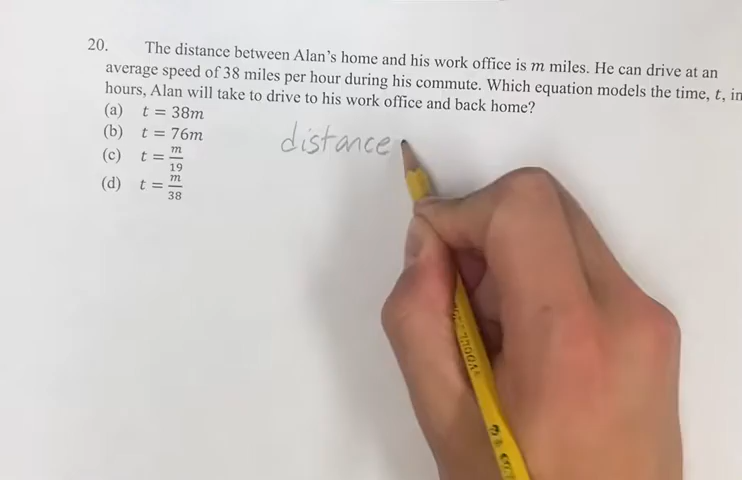 20. The distance between Alan's home and his work office is m miles. He can drive at an
average speed of 38 miles per hour during his commute. Which equation models the time, t, in
hours, Alan will take to drive to his work office and back home?
(a) t = 38m
(b) t = 76m
(c) t = m/19
(d) t = m/38
distance